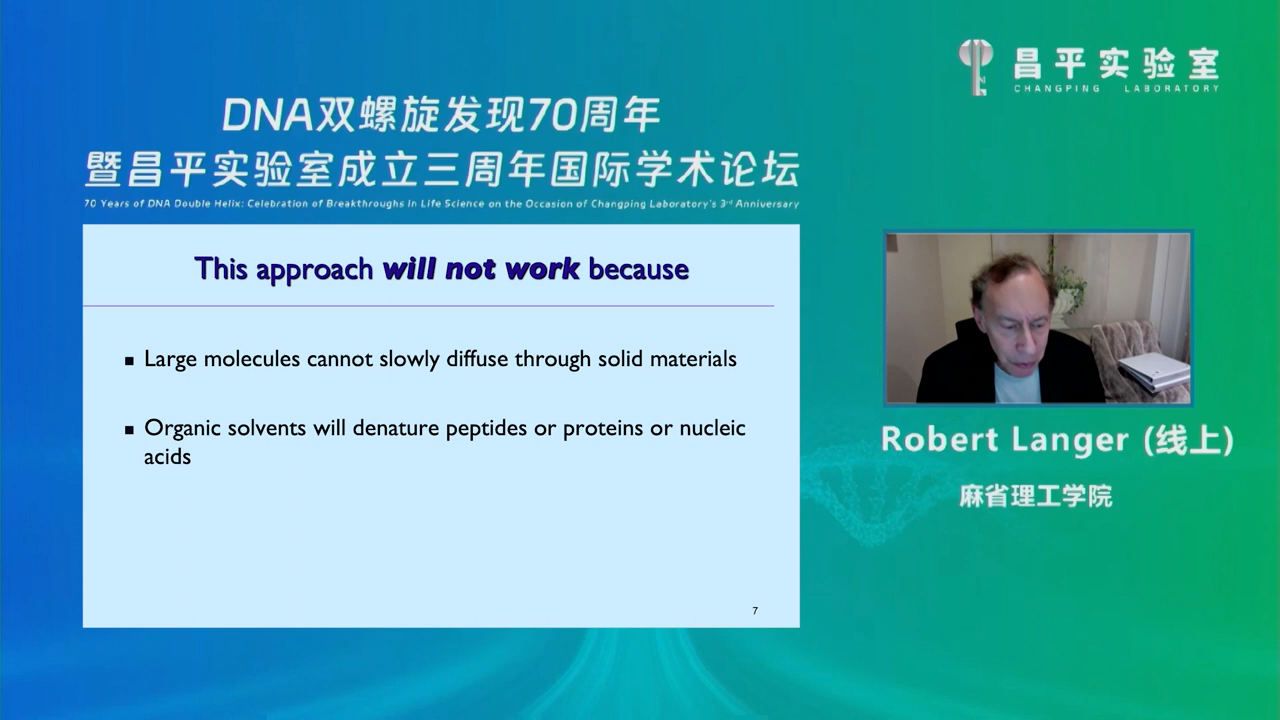 昌平实验室
CHANGPING LABORATORY
DNA双螺旋发现70周年
暨昌平实验室成立三周年国际学术论坛
70 Years of DNA Double Helix: Celebration of Breakthroughs in Life Science on the Occasion of Changping Laboratory's 3rd Anniversary
This approach will not work because
▪ Large molecules cannot slowly diffuse through solid materials
▪ Organic solvents will denature peptides or proteins or nucleic
acids
7
Robert Langer (线上)
麻省理工学院